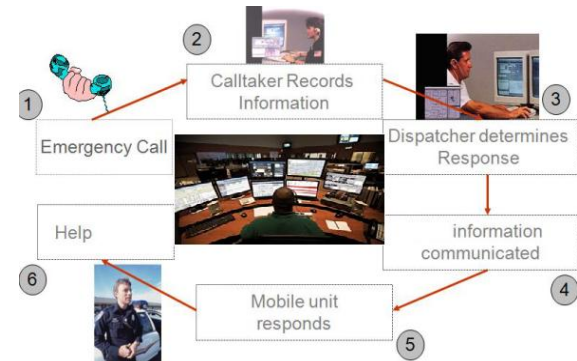 1
Emergency Call
2
Calltaker Records
Information
3
Dispatcher determines
Response
information
communicated
4
Mobile unit
responds
5
Help
6